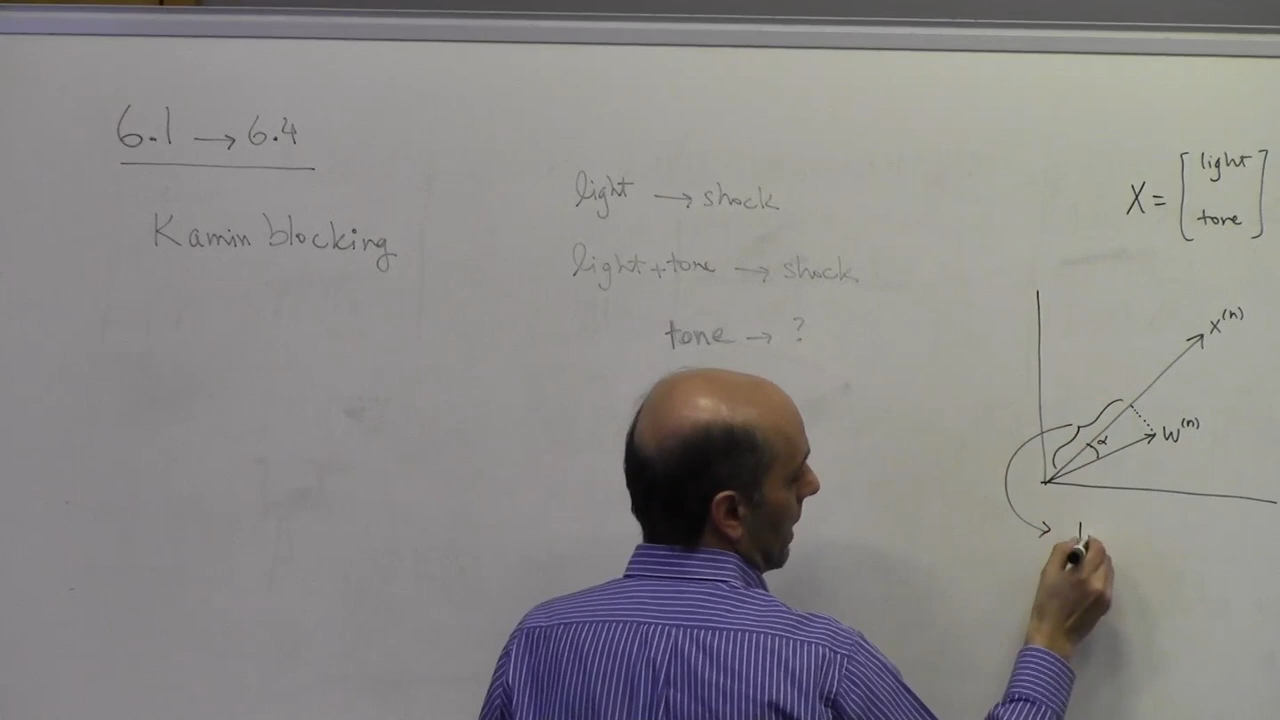 6.1 → 6.4
Kamin blocking
light → shock
light + tone → shock
tone → ?
X = [light
tone]
x^(n)
α
w^(n)